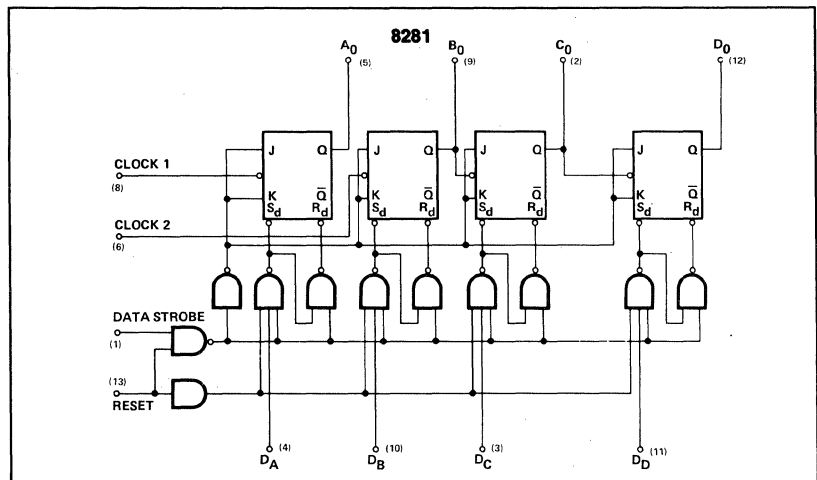 8281
A0 (5)
B0 (9)
C0 (2)
D0 (12)
J Q
J Q
J Q
J Q
CLOCK 1
(8)
K Q̅
K Q̅
K Q̅
K Q̅
Sd Rd
Sd Rd
Sd Rd
Sd Rd
CLOCK 2
(6)
DATA STROBE
(1)
(13)
RESET
DA (4)
DB (10)
DC (3)
DD (11)